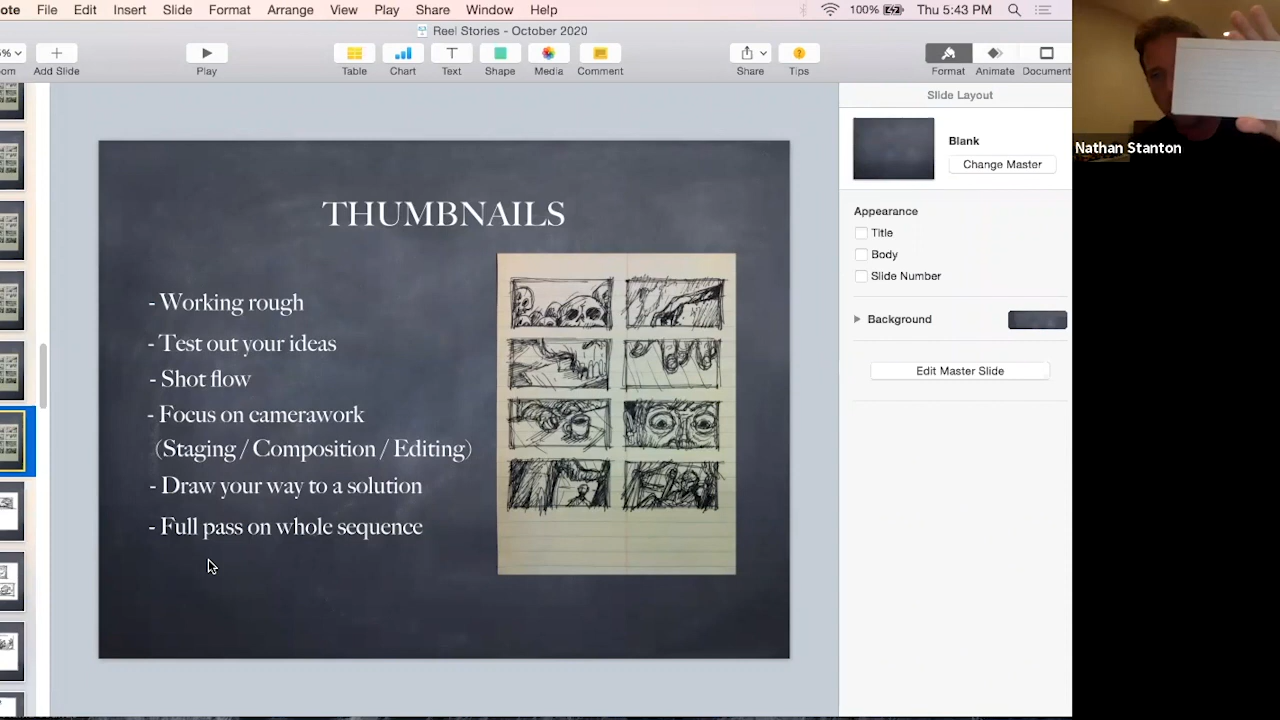 ote File Edit Insert Slide Format Arrange View Play Share Window Help 100% Thu 5:43 PM
Reel Stories - October 2020
5%
oom Add Slide Play Table Chart Text Shape Media Comment Share Tips Format Animate Document
Slide Layout
Blank
Change Master
Appearance
Title
Body
Slide Number
Background
Edit Master Slide
THUMBNAILS
- Working rough
- Test out your ideas
- Shot flow
- Focus on camerawork
(Staging / Composition / Editing)
- Draw your way to a solution
- Full pass on whole sequence
Nathan Stanton